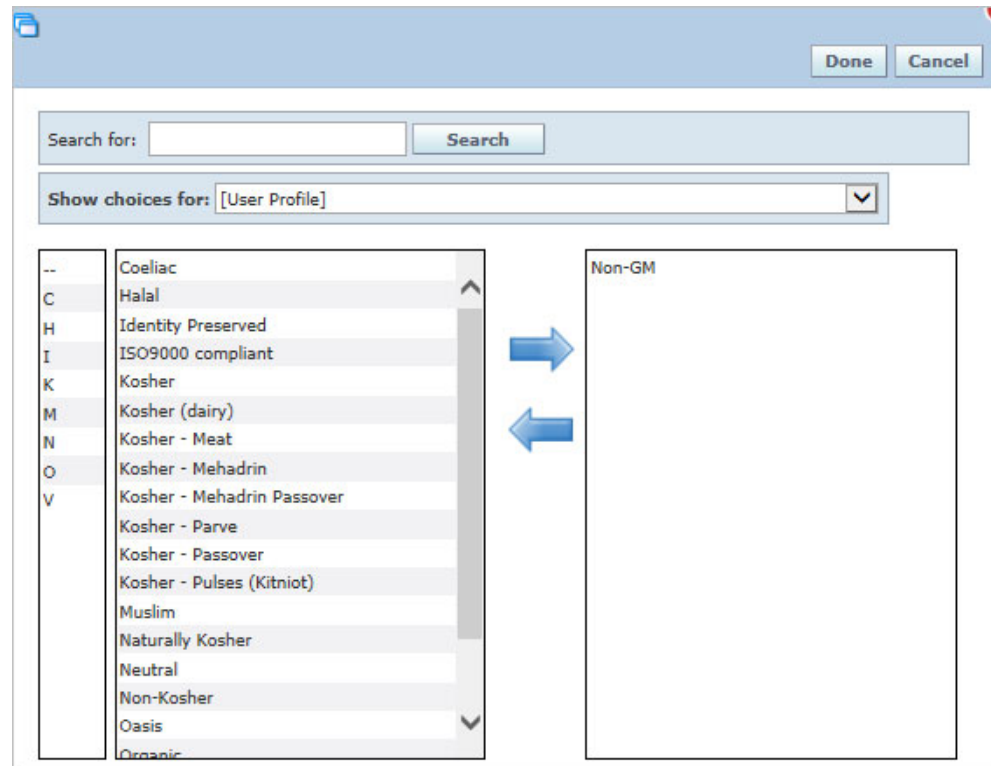 Done Cancel
Search for: Search
Show choices for: [User Profile]
--
C
H
I
K
M
N
O
V
Coeliac
Halal
Identity Preserved
ISO9000 compliant
Kosher
Kosher (dairy)
Kosher - Meat
Kosher - Mehadrin
Kosher - Mehadrin Passover
Kosher - Parve
Kosher - Passover
Kosher - Pulses (Kitniot)
Muslim
Naturally Kosher
Neutral
Non-Kosher
Oasis
Organic
Non-GM